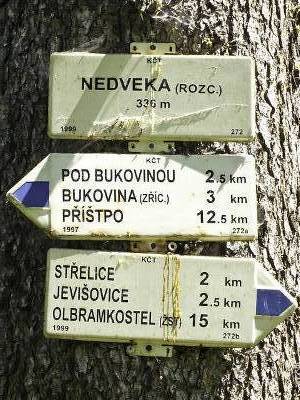 KČT
NEDVEKA (ROZC.)
336 m
1999 272
KČT
POD BUKOVINOU 2.5 km
BUKOVINA (ZŘÍC.) 3 km
PŘÍŠTPO 12.5 km
1997 272a
KČT
STŘELICE 2 km
JEVIŠOVICE 2.5 km
OLBRAMKOSTEL (ŽST) 15 km
1999 272b